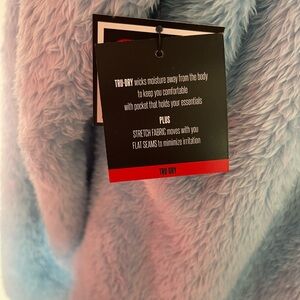 TRU-DRY wicks moisture away from the body
to keep you comfortable
with pocket that holds your essentials
PLUS
STRETCH FABRIC moves with you
FLAT SEAMS to minimize irritation
TRU-DRY